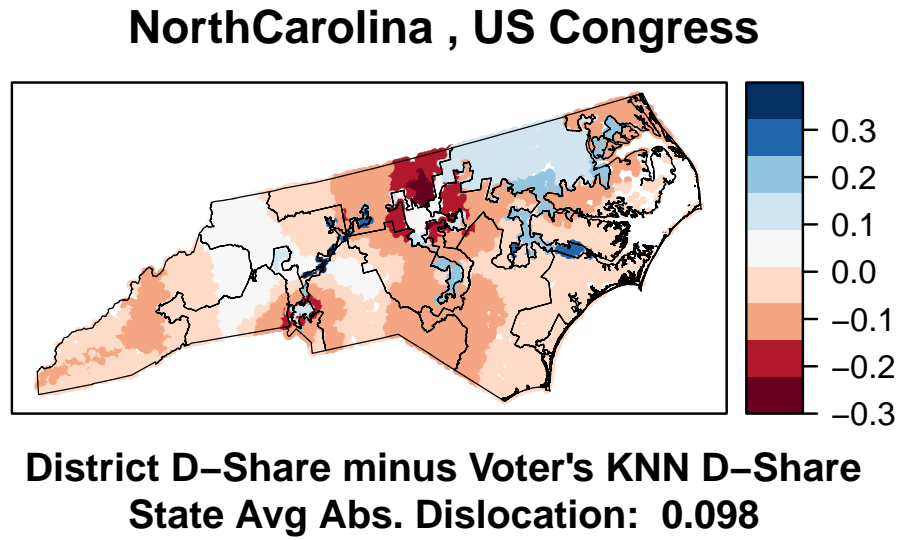 NorthCarolina , US Congress
0.3
0.2
0.1
0.0
−0.1
−0.2
−0.3
District D−Share minus Voter's KNN D−Share
State Avg Abs. Dislocation: 0.098